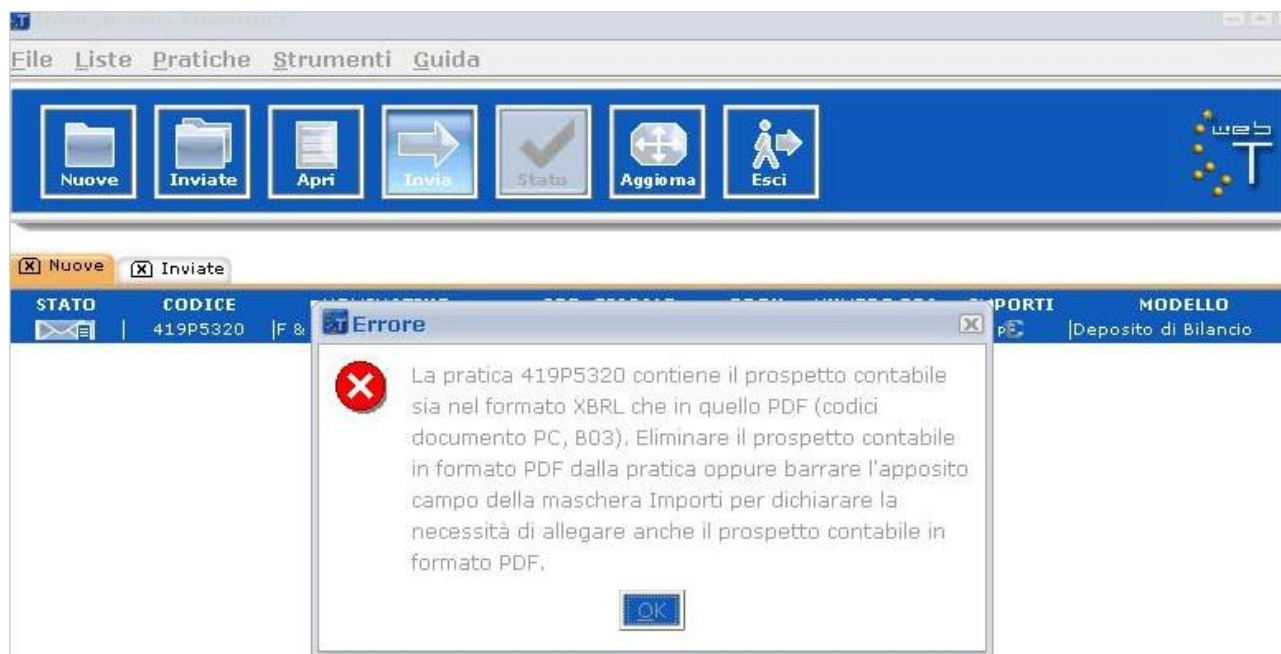 File Liste Pratiche Strumenti Guida
web
T
Nuove Inviate Apri Invia Stato Aggiorna Esci
Nuove Inviate
STATO CODICE MODELLO
419P5320 |F & Deposito di Bilancio
Errore
La pratica 419P5320 contiene il prospetto contabile
sia nel formato XBRL che in quello PDF (codici
documento PC, B03). Eliminare il prospetto contabile
in formato PDF dalla pratica oppure barrare l'apposito
campo della maschera Importi per dichiarare la
necessità di allegare anche il prospetto contabile in
formato PDF.
OK